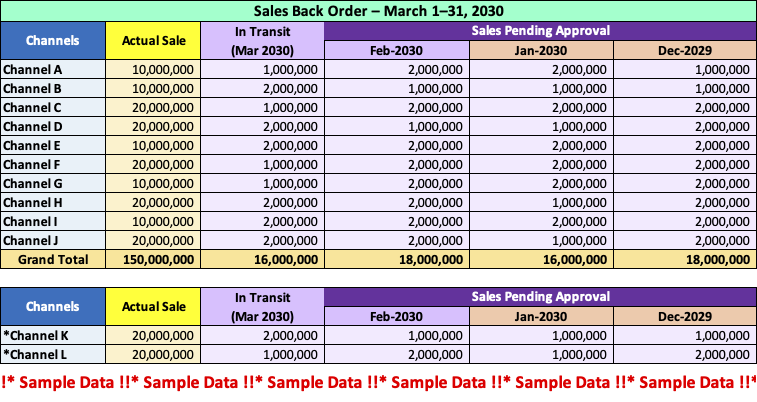 Sales Back Order – March 1–31, 2030
Channels Actual Sale In Transit (Mar 2030) Sales Pending Approval
Feb-2030 Jan-2030 Dec-2029
Channel A 10,000,000 1,000,000 2,000,000 2,000,000 1,000,000
Channel B 10,000,000 2,000,000 1,000,000 1,000,000 1,000,000
Channel C 20,000,000 1,000,000 2,000,000 1,000,000 2,000,000
Channel D 20,000,000 2,000,000 1,000,000 1,000,000 2,000,000
Channel E 10,000,000 2,000,000 2,000,000 2,000,000 2,000,000
Channel F 20,000,000 1,000,000 2,000,000 2,000,000 2,000,000
Channel G 10,000,000 1,000,000 2,000,000 2,000,000 2,000,000
Channel H 20,000,000 2,000,000 2,000,000 1,000,000 2,000,000
Channel I 10,000,000 2,000,000 2,000,000 2,000,000 2,000,000
Channel J 20,000,000 2,000,000 2,000,000 1,000,000 2,000,000
Grand Total 150,000,000 16,000,000 18,000,000 16,000,000 18,000,000
Channels Actual Sale In Transit (Mar 2030) Sales Pending Approval
Feb-2030 Jan-2030 Dec-2029
*Channel K 20,000,000 2,000,000 1,000,000 1,000,000 1,000,000
*Channel L 20,000,000 1,000,000 2,000,000 1,000,000 2,000,000
!* Sample Data !!* Sample Data !!* Sample Data !!* Sample Data !!* Sample Data !!* Sample Data !!*